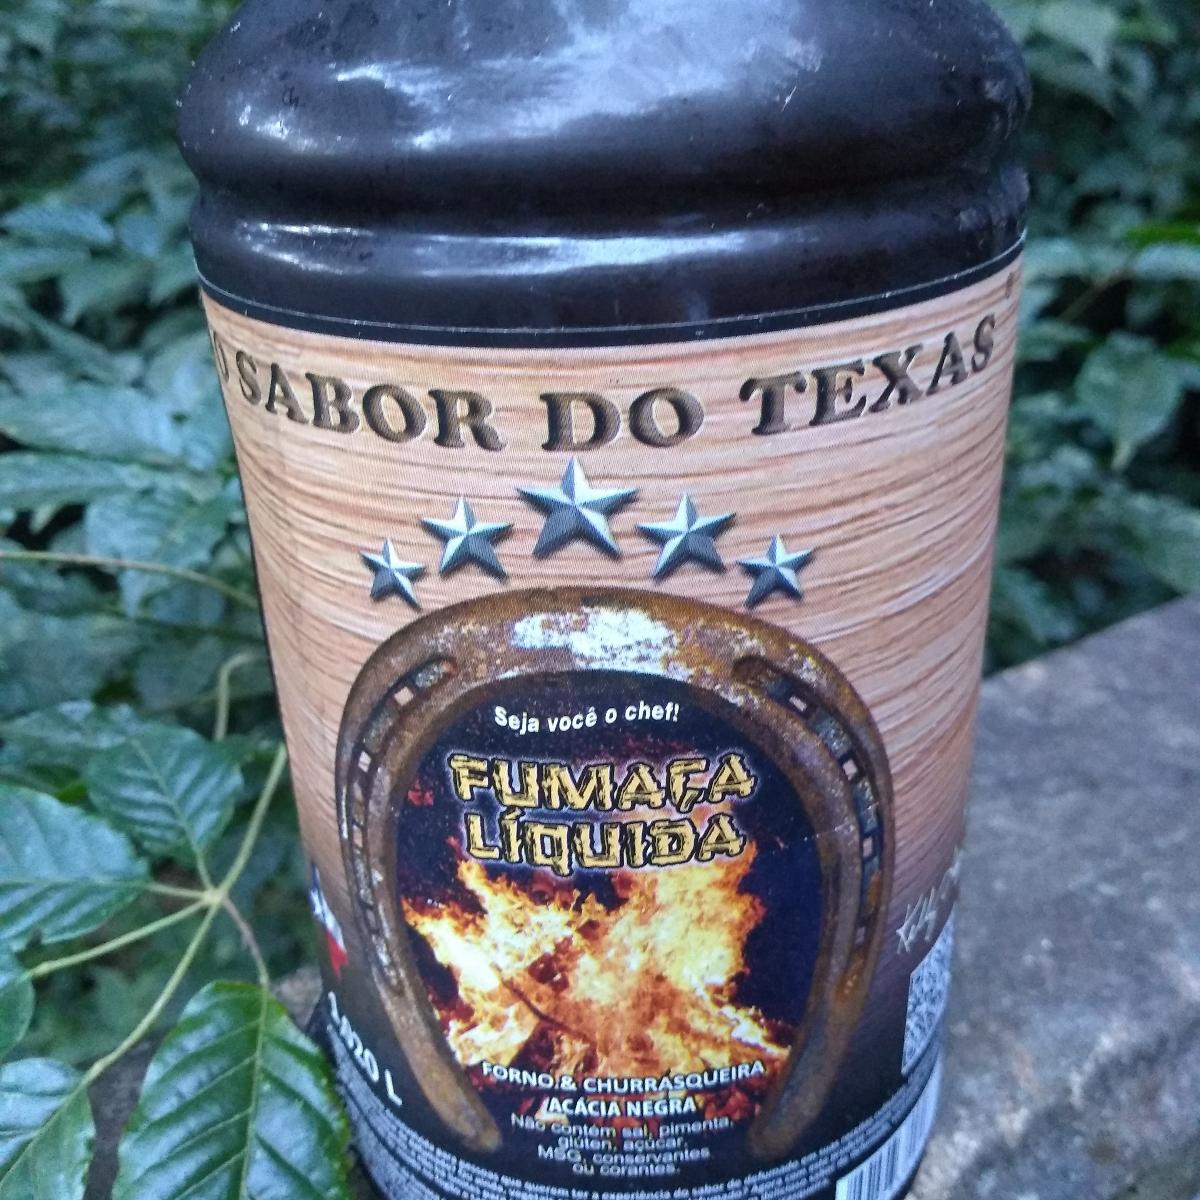 O SABOR DO TEXAS
Seja você o chef!
FUMAÇA
LÍQUIDA
FORNO & CHURRASQUEIRA
ACÁCIA NEGRA
Não contém sal, pimenta,
glúten, açúcar,
MSG, conservantes
ou corantes.